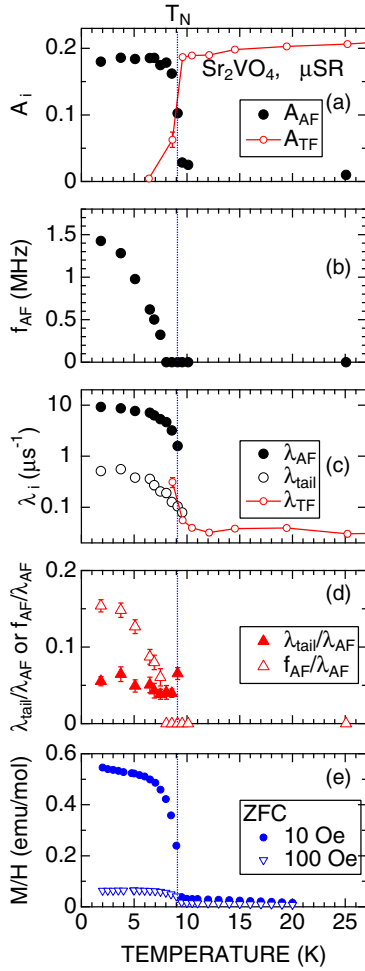 T_N
0.2
0.1
0
A_i
Sr₂VO₄, μSR
(a)
A_AF
A_TF
1.5
1
0.5
0
f_AF (MHz)
(b)
10
1
0.1
λ_i (μs⁻¹)
λ_AF
λ_tail
λ_TF
(c)
0.2
0.1
0
λ_tail/λ_AF or f_AF/λ_AF
(d)
λ_tail/λ_AF
f_AF/λ_AF
0.6
0.4
0.2
0
M/H (emu/mol)
(e)
ZFC
10 Oe
100 Oe
0 5 10 15 20 25
TEMPERATURE (K)